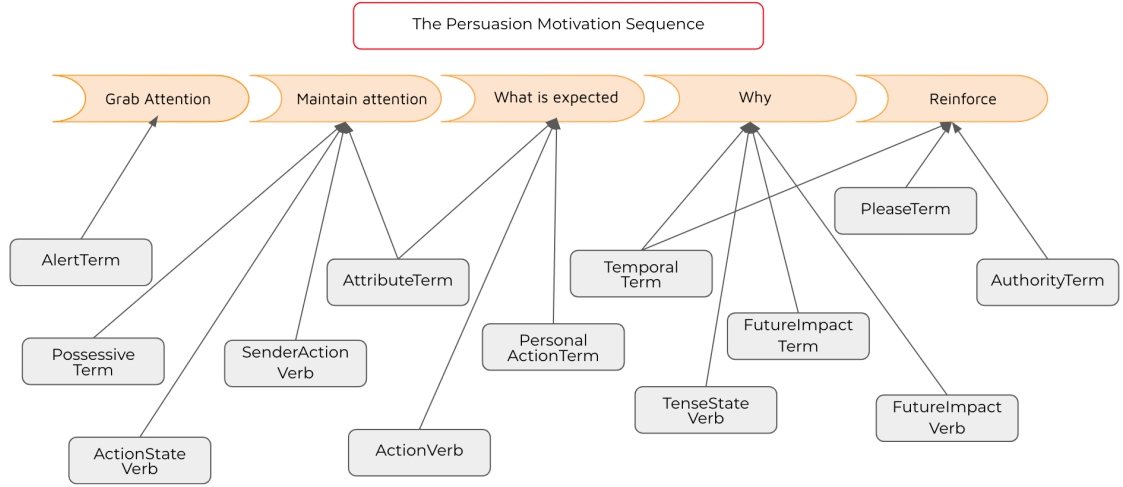 The Persuasion Motivation Sequence
Grab Attention
Maintain attention
What is expected
Why
Reinforce
PleaseTerm
AlertTerm
AttributeTerm
Temporal
Term
AuthorityTerm
Possessive
Term
SenderAction
Verb
Personal
ActionTerm
FutureImpact
Term
TenseState
Verb
FutureImpact
Verb
ActionState
Verb
ActionVerb